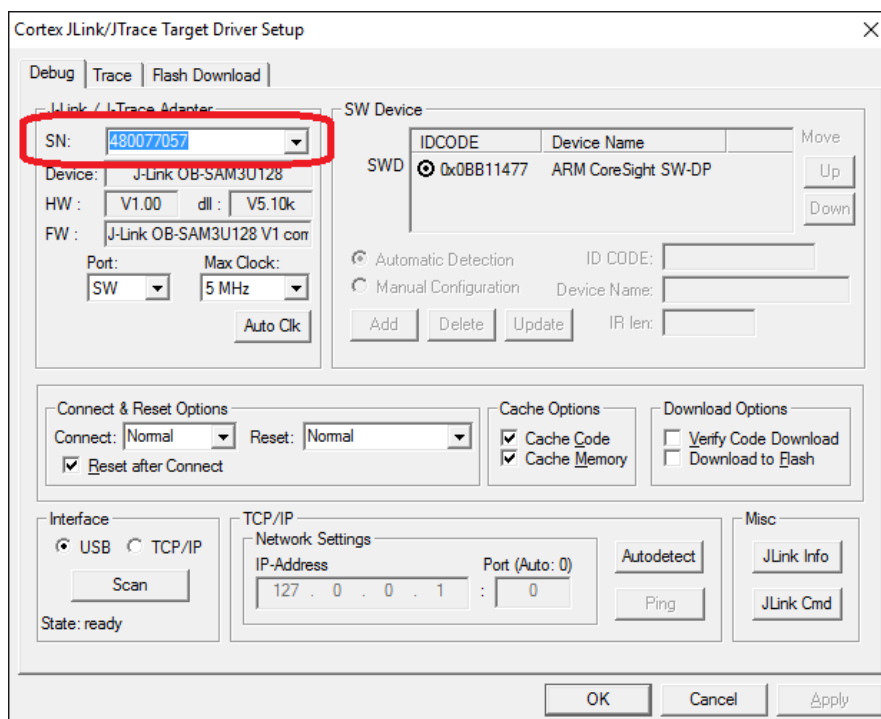 Cortex JLink/JTrace Target Driver Setup
Debug Trace Flash Download
J-Link / J-Trace Adapter
SN: 480077057
Device: J-Link OB-SAM3U128
HW : V1.00 dll : V5.10k
FW : J-Link OB-SAM3U128 V1 com
Port: Max Clock:
SW 5 MHz
Auto Clk
SW Device
IDCODE Device Name Move
SWD 0x0BB11477 ARM CoreSight SW-DP Up
Down
Automatic Detection ID CODE:
Manual Configuration Device Name:
Add Delete Update IR len:
Connect & Reset Options
Connect: Normal Reset: Normal
Reset after Connect
Cache Options
Cache Code
Cache Memory
Download Options
Verify Code Download
Download to Flash
Interface
USB TCP/IP
Scan
State: ready
TCP/IP
Network Settings
IP-Address Port (Auto: 0)
127 . 0 . 0 . 1 : 0
Autodetect
Ping
Misc
JLink Info
JLink Cmd
OK Cancel Apply